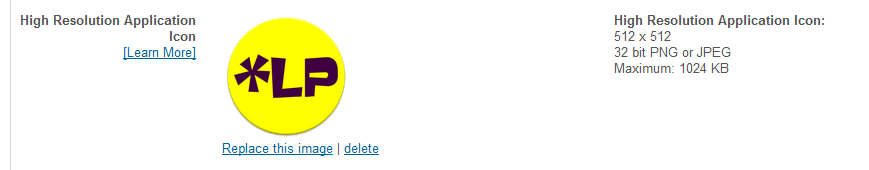 High Resolution Application
Icon
[Learn More]
*LP
Replace this image | delete
High Resolution Application Icon:
512 x 512
32 bit PNG or JPEG
Maximum: 1024 KB